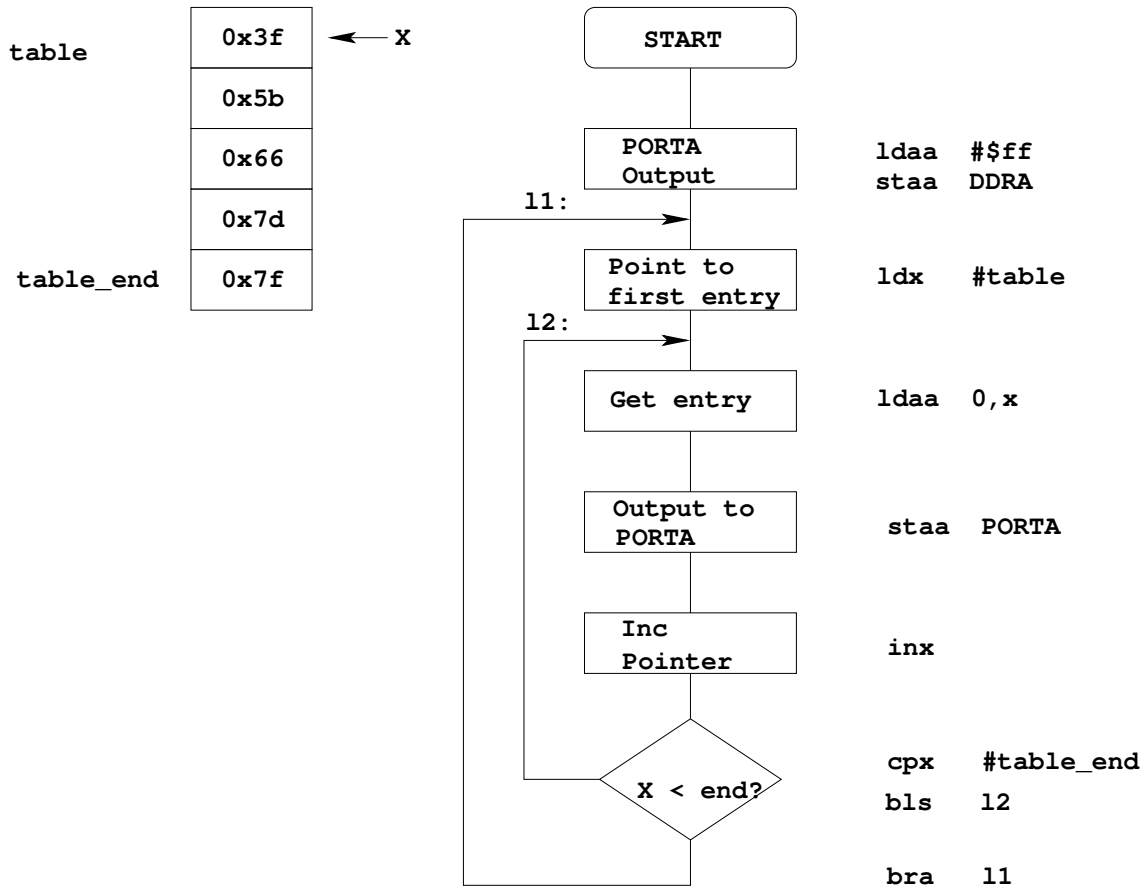 table
0x3f
X
0x5b
0x66
0x7d
table_end
0x7f
START
PORTA
Output
ldaa #$ff
staa DDRA
l1:
Point to
first entry
ldx #table
l2:
Get entry
ldaa 0,x
Output to
PORTA
staa PORTA
Inc
Pointer
inx
X < end?
cpx #table_end
bls l2
bra l1